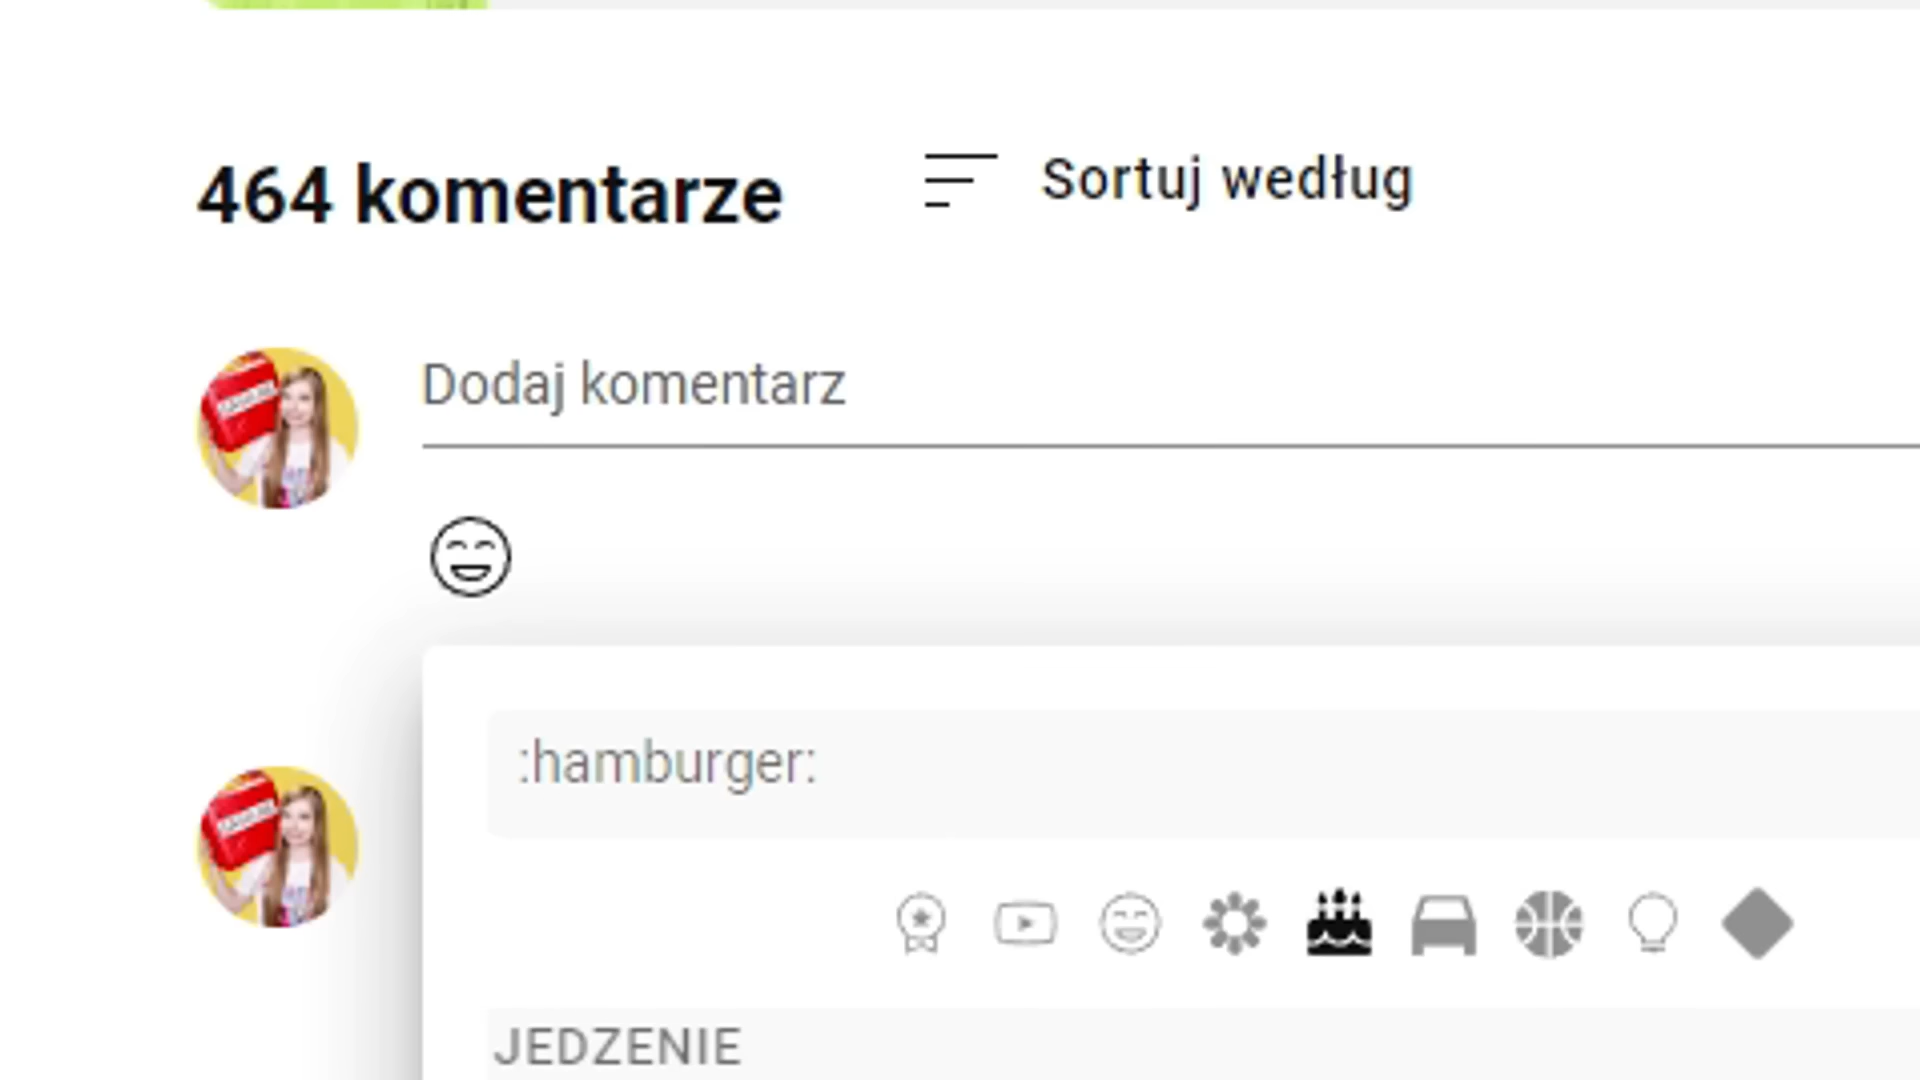 464 komentarze
Sortuj według
Dodaj komentarz
:hamburger:
JEDZENIE